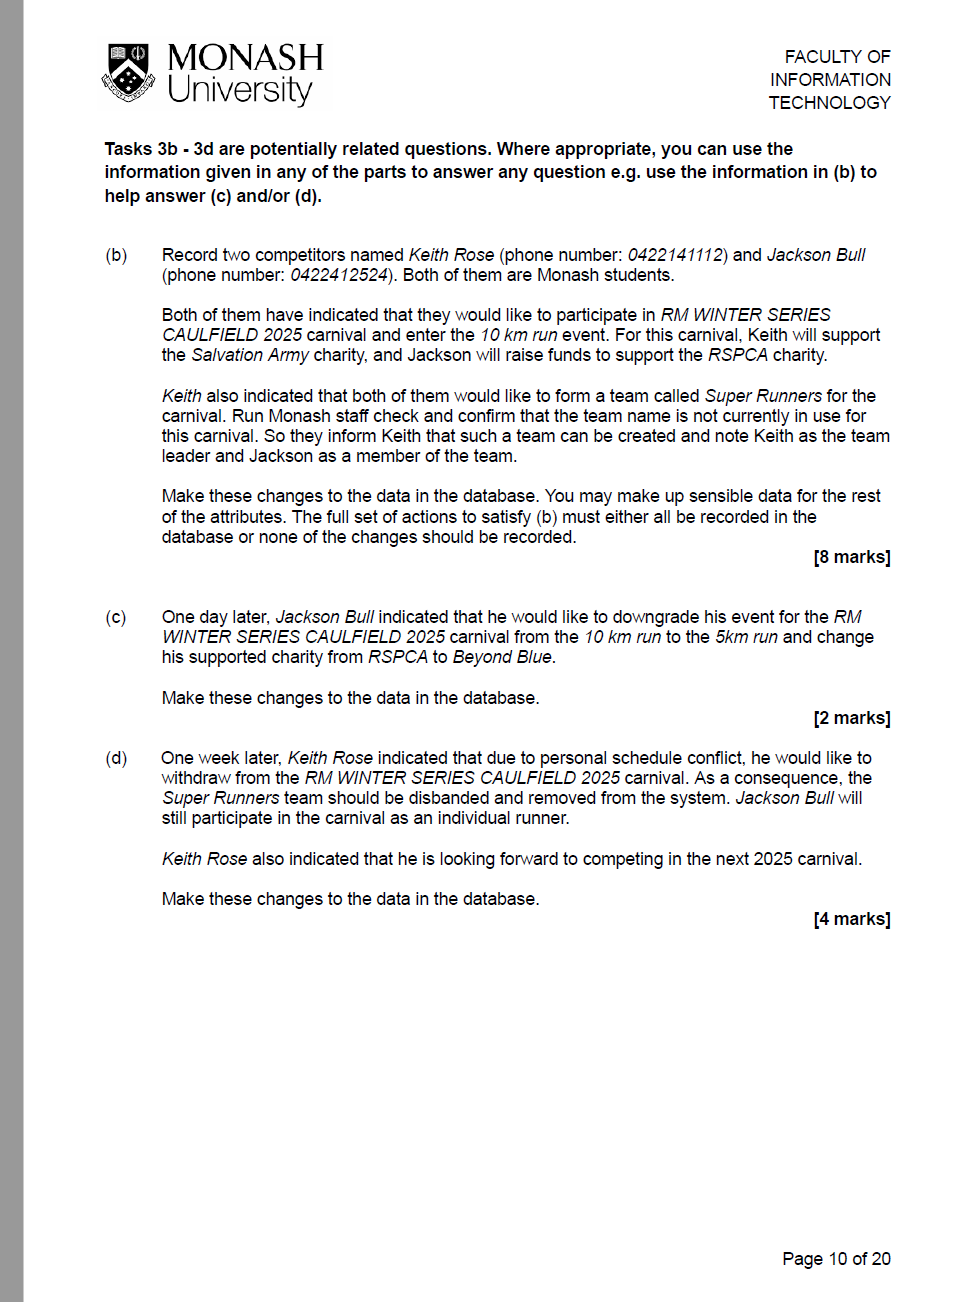 MONASH
University
FACULTY OF
INFORMATION
TECHNOLOGY
Tasks 3b - 3d are potentially related questions. Where appropriate, you can use the
information given in any of the parts to answer any question e.g. use the information in (b) to
help answer (c) and/or (d).
(b) Record two competitors named Keith Rose (phone number: 0422141112) and Jackson Bull
(phone number: 0422412524). Both of them are Monash students.
Both of them have indicated that they would like to participate in RM WINTER SERIES
CAULFIELD 2025 carnival and enter the 10 km run event. For this carnival, Keith will support
the Salvation Army charity, and Jackson will raise funds to support the RSPCA charity.
Keith also indicated that both of them would like to form a team called Super Runners for the
carnival. Run Monash staff check and confirm that the team name is not currently in use for
this carnival. So they inform Keith that such a team can be created and note Keith as the team
leader and Jackson as a member of the team.
Make these changes to the data in the database. You may make up sensible data for the rest
of the attributes. The full set of actions to satisfy (b) must either all be recorded in the
database or none of the changes should be recorded.
[8 marks]
(c) One day later, Jackson Bull indicated that he would like to downgrade his event for the RM
WINTER SERIES CAULFIELD 2025 carnival from the 10 km run to the 5km run and change
his supported charity from RSPCA to Beyond Blue.
Make these changes to the data in the database.
[2 marks]
(d) One week later, Keith Rose indicated that due to personal schedule conflict, he would like to
withdraw from the RM WINTER SERIES CAULFIELD 2025 carnival. As a consequence, the
Super Runners team should be disbanded and removed from the system. Jackson Bull will
still participate in the carnival as an individual runner.
Keith Rose also indicated that he is looking forward to competing in the next 2025 carnival.
Make these changes to the data in the database.
[4 marks]
Page 10 of 20